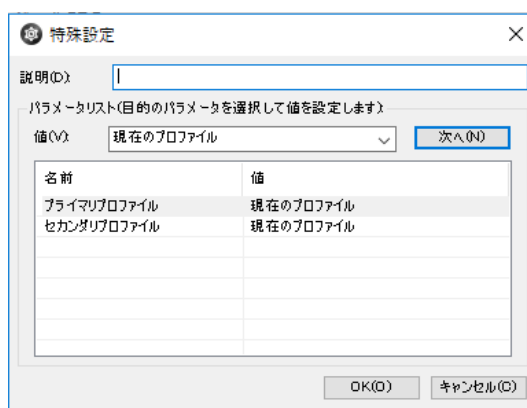 特殊設定
説明(D):
パラメータリスト(目的のパラメータを選択して値を設定します):
値(V): 現在のプロファイル 次へ(N)
名前 値
プライマリプロファイル 現在のプロファイル
セカンダリプロファイル 現在のプロファイル
OK(O) キャンセル(C)